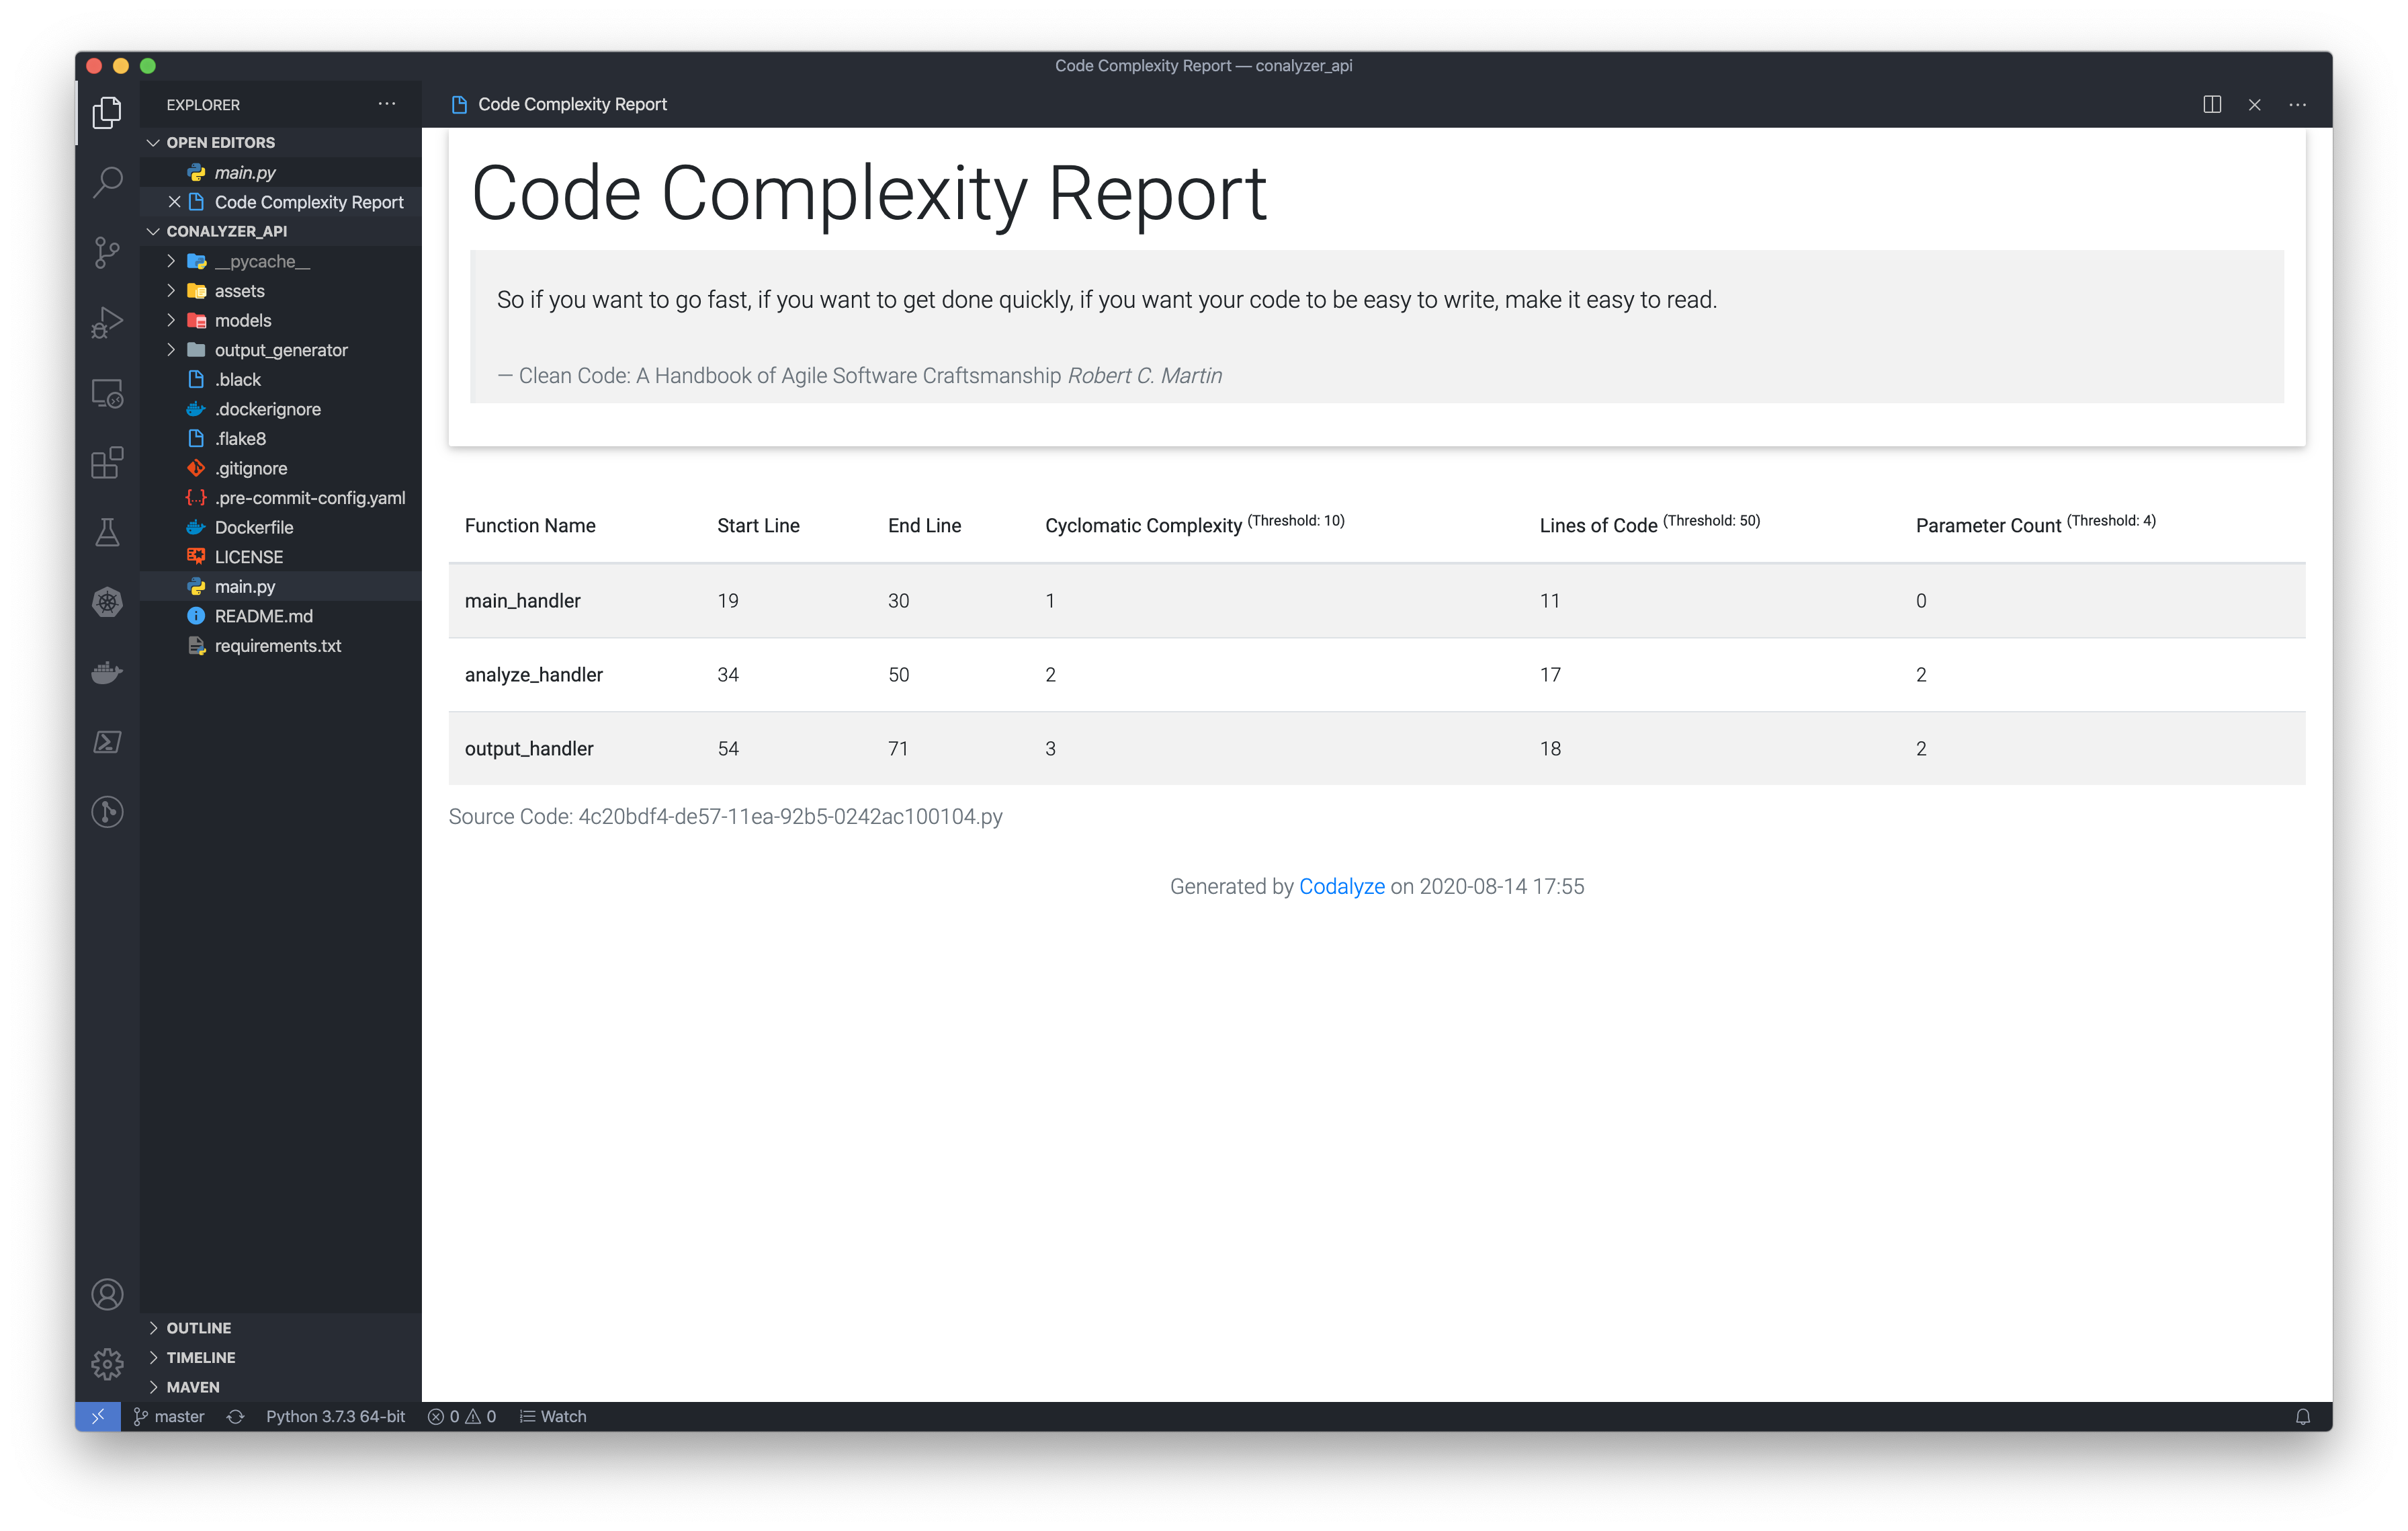 Code Complexity Report — conalyzer_api
EXPLORER
OPEN EDITORS
main.py
Code Complexity Report
CONALYZER_API
__pycache__
assets
models
output_generator
.black
.dockerignore
.flake8
.gitignore
.pre-commit-config.yaml
Dockerfile
LICENSE
main.py
README.md
requirements.txt
OUTLINE
TIMELINE
MAVEN
Code Complexity Report
Code Complexity Report
So if you want to go fast, if you want to get done quickly, if you want your code to be easy to write, make it easy to read.
— Clean Code: A Handbook of Agile Software Craftsmanship Robert C. Martin
Function Name Start Line End Line Cyclomatic Complexity (Threshold: 10) Lines of Code (Threshold: 50) Parameter Count (Threshold: 4)
main_handler 19 30 1 11 0
analyze_handler 34 50 2 17 2
output_handler 54 71 3 18 2
Source Code: 4c20bdf4-de57-11ea-92b5-0242ac100104.py
Generated by Codalyze on 2020-08-14 17:55
master Python 3.7.3 64-bit 0 0 Watch